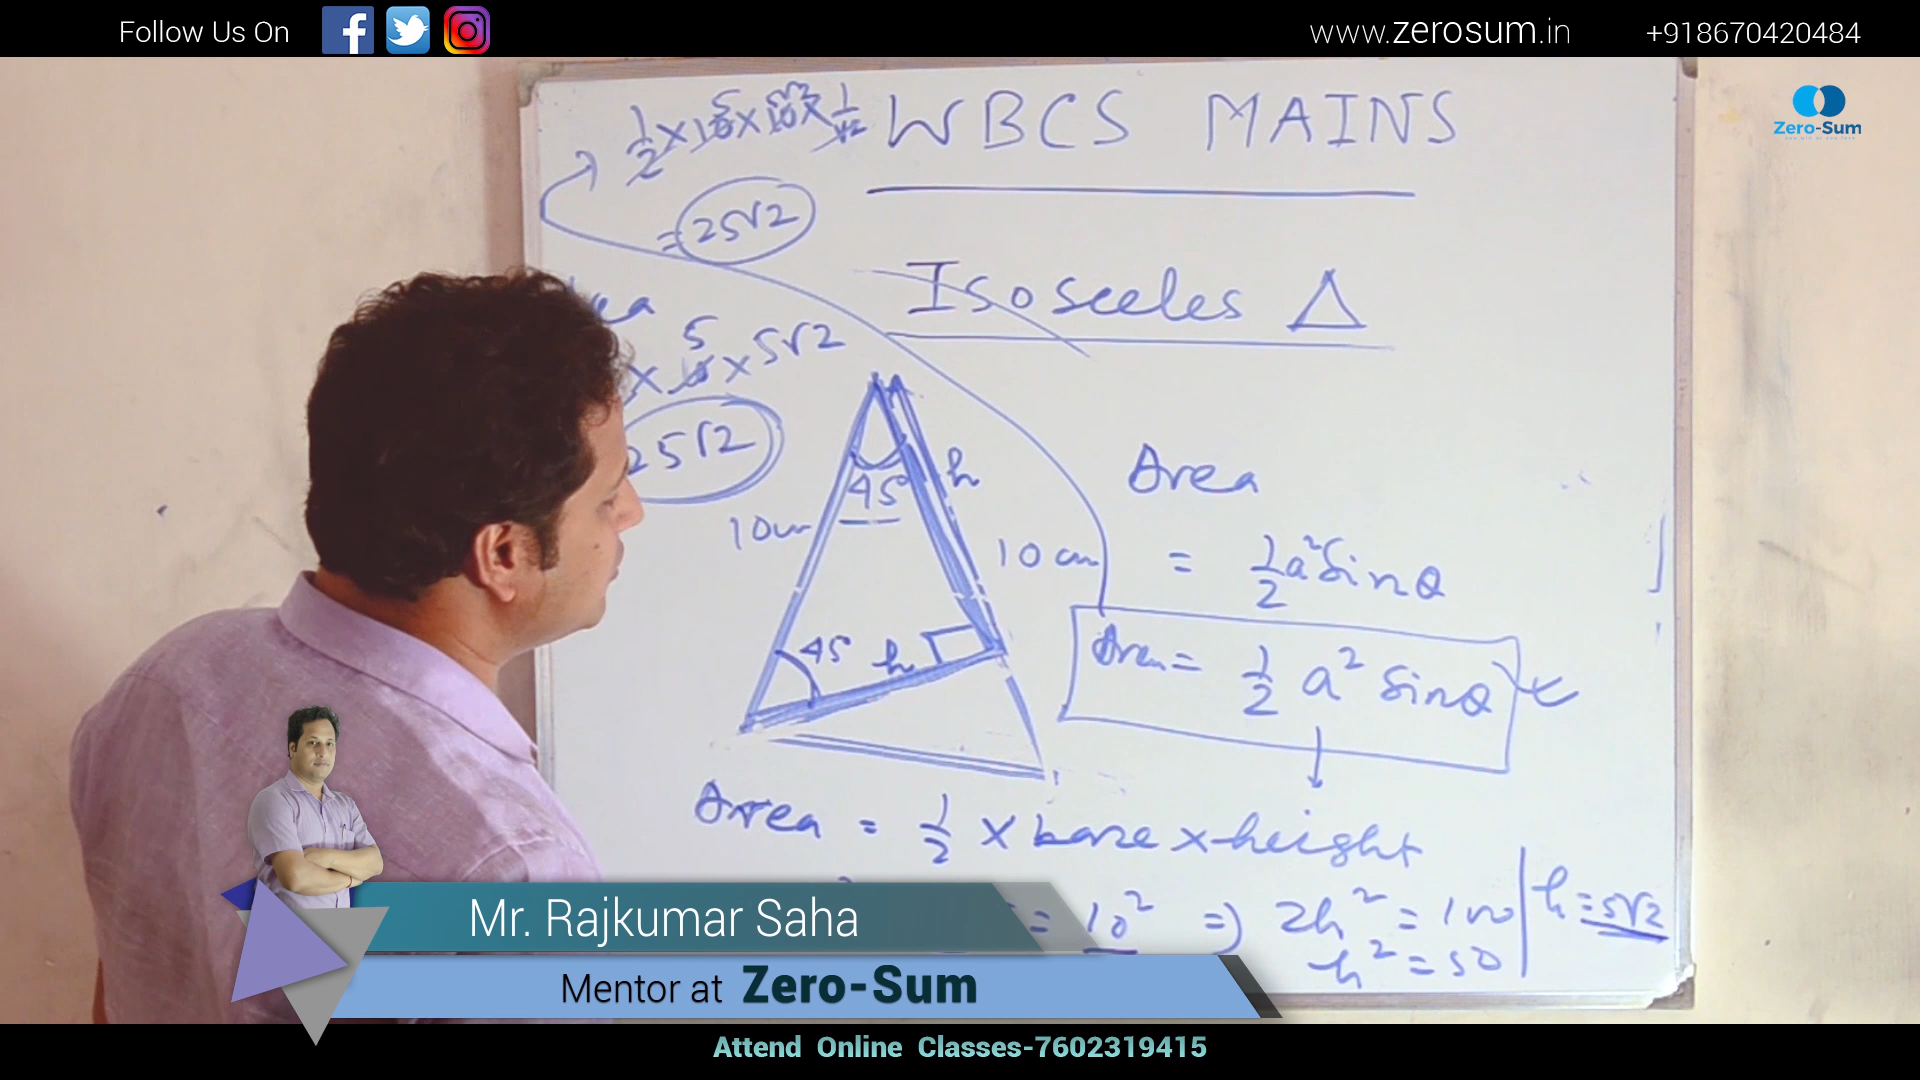 Follow Us On
www.zerosum.in
+918670420484
Zero-Sum
WBCS MAINS
= 25√2
Isosceles Δ
5
× 5√2
25√2
45°
h
10cm
10 cm
45
h
Area
= 1/2 a² Sinθ
Area = 1/2 a² Sinθ
Area = 1/2 × base × height
= 10² => 2h² = 100
h² = 50
h = 5√2
Mr. Rajkumar Saha
Mentor at Zero-Sum
Attend Online Classes-7602319415